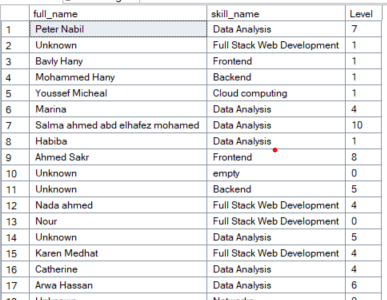 full_name skill_name Level
1 Peter Nabil Data Analysis 7
2 Unknown Full Stack Web Development 1
3 Bavly Hany Frontend 1
4 Mohammed Hany Backend 1
5 Youssef Micheal Cloud computing 1
6 Marina Data Analysis 4
7 Salma ahmed abd elhafez mohamed Data Analysis 10
8 Habiba Data Analysis 1
9 Ahmed Sakr Frontend 8
10 Unknown empty 0
11 Unknown Backend 5
12 Nada ahmed Full Stack Web Development 4
13 Nour Full Stack Web Development 0
14 Unknown Data Analysis 5
15 Karen Medhat Full Stack Web Development 4
16 Catherine Data Analysis 4
17 Arwa Hassan Data Analysis 6